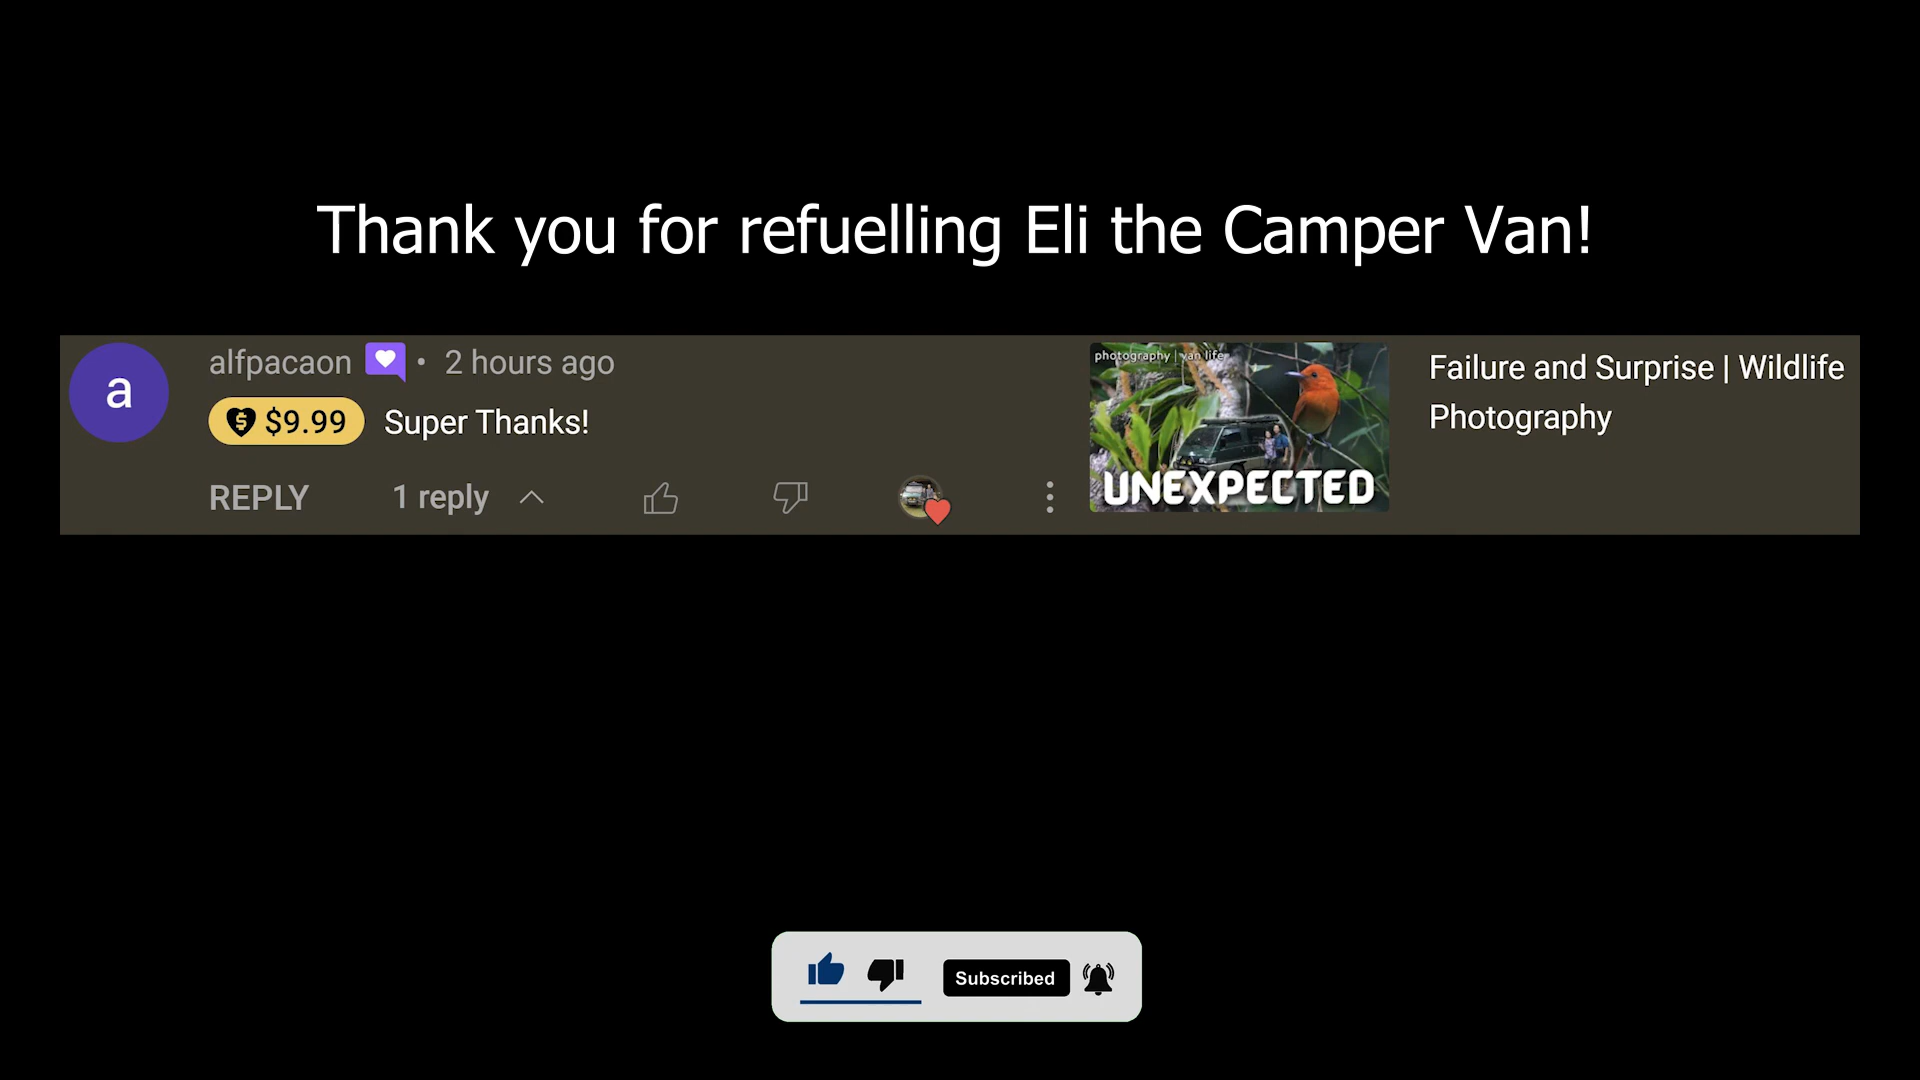 Thank you for refuelling Eli the Camper Van!
a
alfpacaon • 2 hours ago
$9.99 Super Thanks!
REPLY 1 reply
photography | van life
UNEXPECTED
Failure and Surprise | Wildlife
Photography
Subscribed